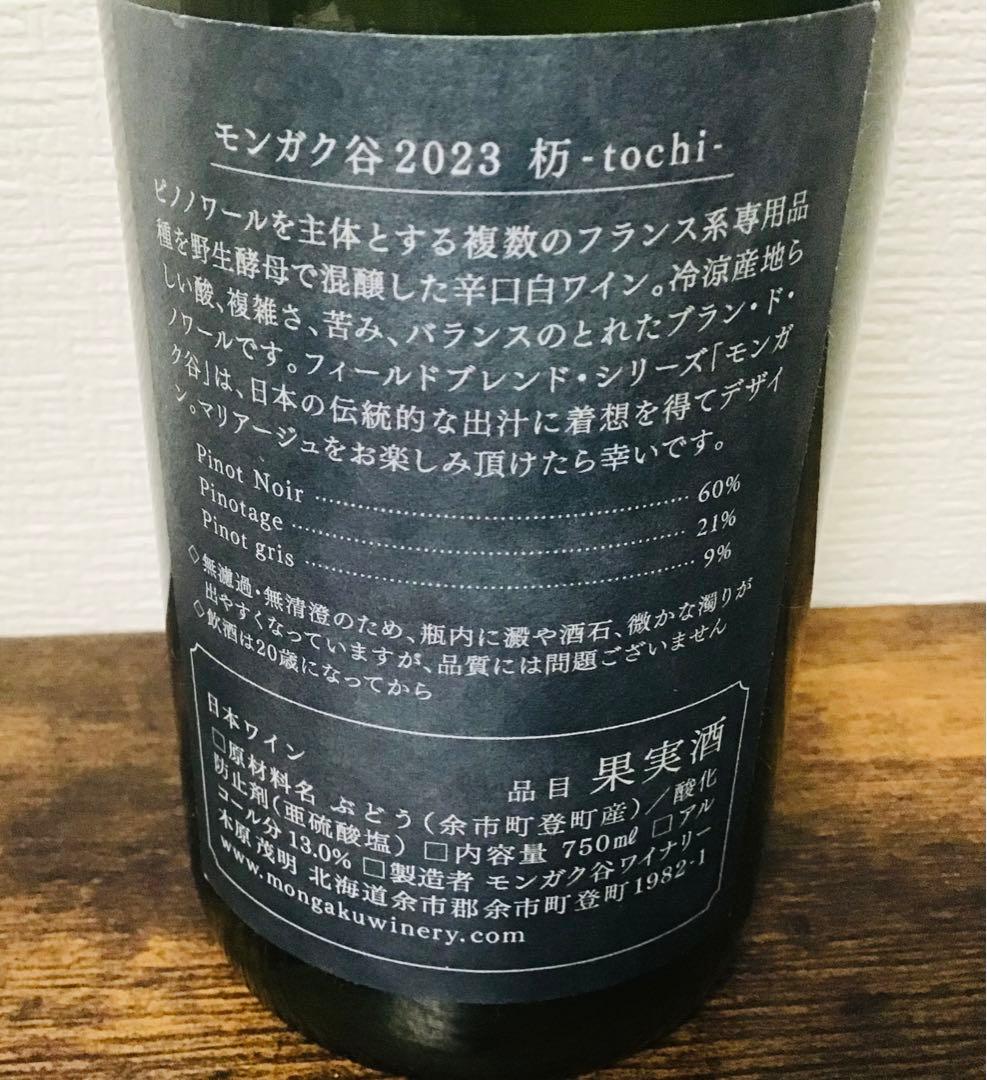 モンガク谷2023 杤-tochi-
ピノノワールを主体とする複数のフランス系専用品
種を野生酵母で混醸した辛口白ワイン。冷涼産地ら
しい酸、複雑さ、苦み、バランスのとれたブラン・ド・
ノワールです。フィールドブレンド・シリーズ「モンガ
ク谷」は、日本の伝統的な出汁に着想を得てデザイ
ン。マリアージュをお楽しみ頂けたら幸いです。
Pinot Noir 60%
Pinotage 21%
Pinot gris 9%
◇無濾過・無清澄のため、瓶内に澱や酒石、微かな濁りが
出やすくなっていますが、品質には問題ございません
◇飲酒は20歳になってから
日本ワイン 品目 果実酒
□原材料名 ぶどう(余市町登町産)/酸化
防止剤(亜硫酸塩) □内容量 750㎖ □アル
コール分 13.0% □製造者 モンガク谷ワイナリー
木原茂明 北海道余市郡余市町登町1982-1
www.mongakuwinery.com